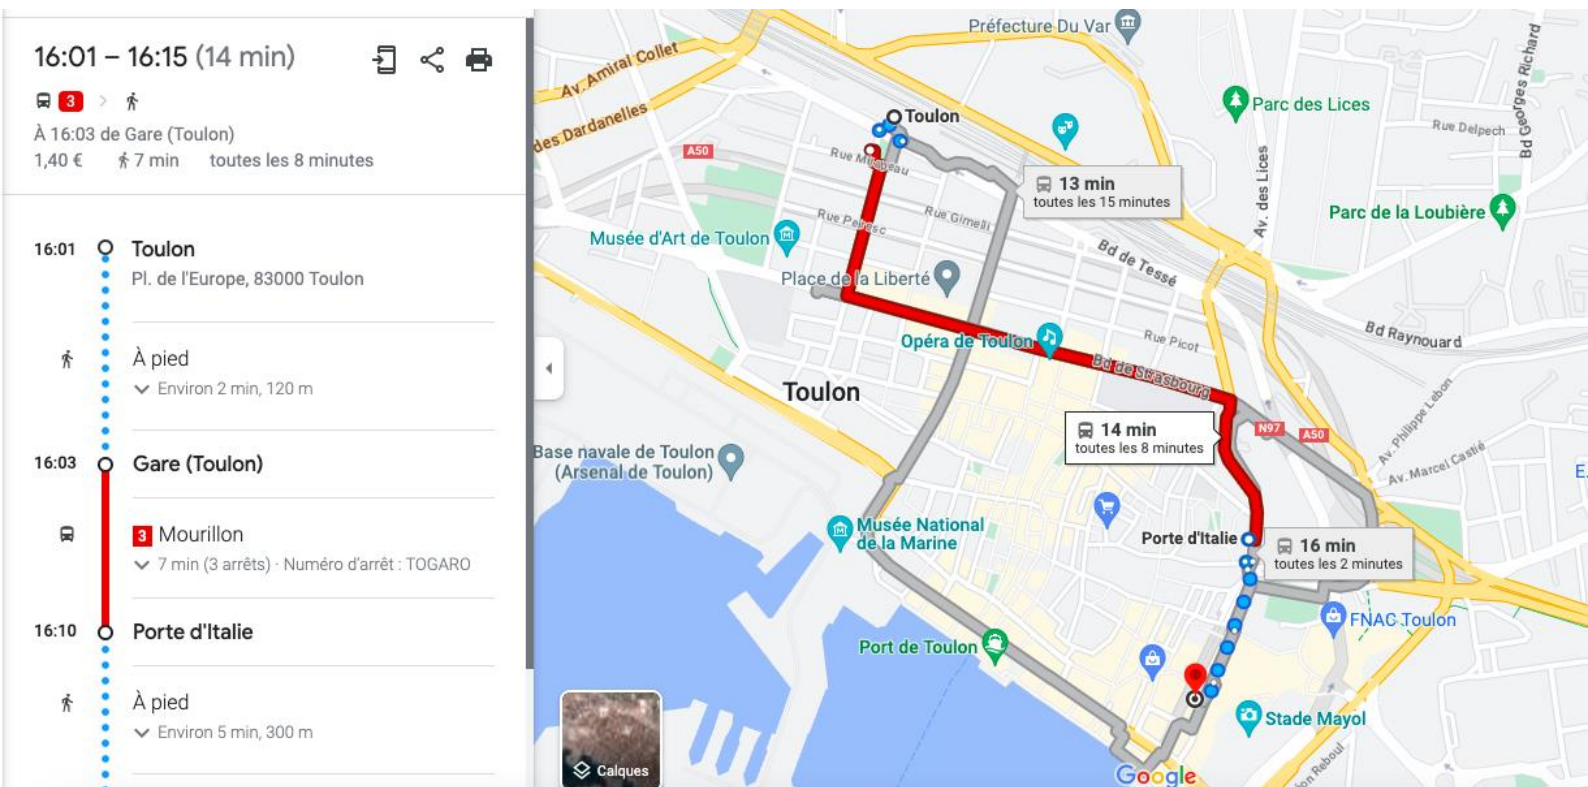 16:01 – 16:15 (14 min)
3
À 16:03 de Gare (Toulon)
1,40 € 7 min toutes les 8 minutes
16:01 Toulon
Pl. de l'Europe, 83000 Toulon
À pied
Environ 2 min, 120 m
16:03 Gare (Toulon)
3 Mourillon
7 min (3 arrêts) · Numéro d'arrêt : TOGARO
16:10 Porte d'Italie
À pied
Environ 5 min, 300 m
Préfecture Du Var
Av. Amiral Collet
des Dardanelles
Toulon
Parc des Lices
Rue Delpech
Bd Georges Richard
A50
Rue Mirabeau
Av. des Lices
13 min
toutes les 15 minutes
Rue Peiresc
Rue Gimelli
Parc de la Loubière
Musée d'Art de Toulon
Bd de Tessé
Place de la Liberté
Rue Picot
Bd Raynouard
Opéra de Toulon
Bd de Strasbourg
Toulon
Av. Philippe Lebon
14 min
toutes les 8 minutes
N97
A50
Base navale de Toulon
(Arsenal de Toulon)
Av. Marcel Castié
E.
Musée National
de la Marine
Porte d'Italie
16 min
toutes les 2 minutes
FNAC Toulon
Port de Toulon
Stade Mayol
Calques
Google
on Reboul